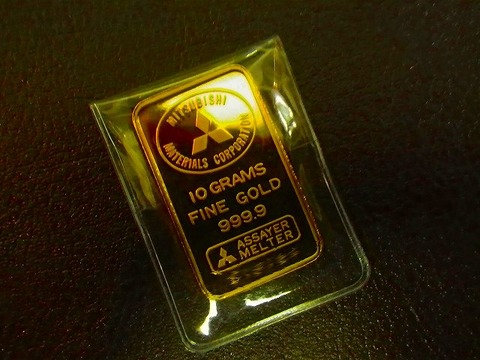 MITSUBISHI
MATERIALS CORPORATION
10 GRAMS
FINE GOLD
999.9
ASSAYER
MELTER